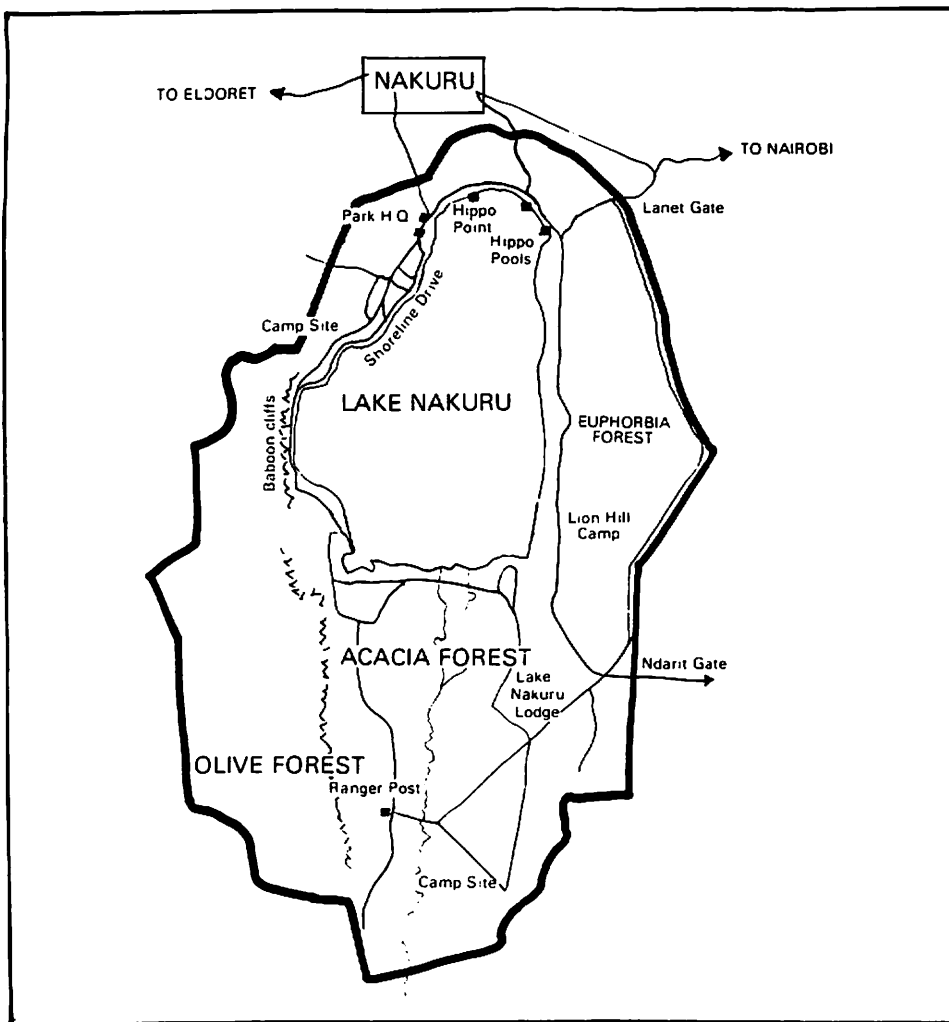 NAKURU
TO ELDORET
TO NAIROBI
Lanet Gate
Park H Q
Hippo
Point
Hippo
Pools
Shoreline Drive
Camp Site
LAKE NAKURU
Baboon cliffs
EUPHORBIA
FOREST
Lion Hill
Camp
ACACIA FOREST
Ndarit Gate
Lake
Nakuru
Lodge
OLIVE FOREST
Ranger Post
Camp Site